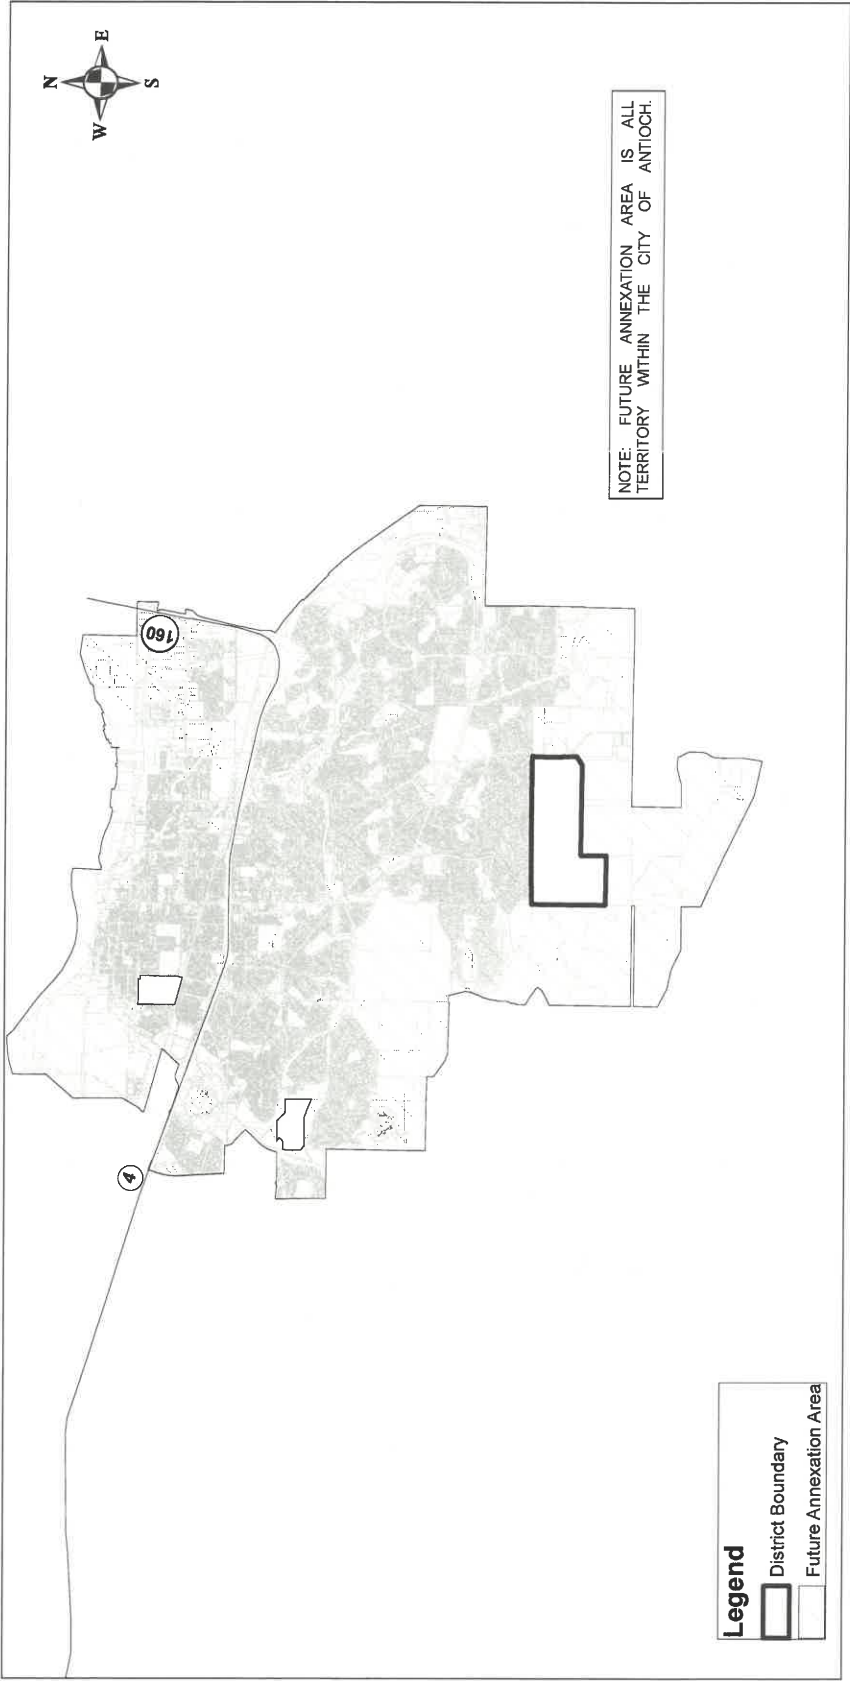 N
W
E
S
160
4
NOTE: FUTURE ANNEXATION AREA IS ALL
TERRITORY WITHIN THE CITY OF ANTIOCH.
Legend
District Boundary
Future Annexation Area